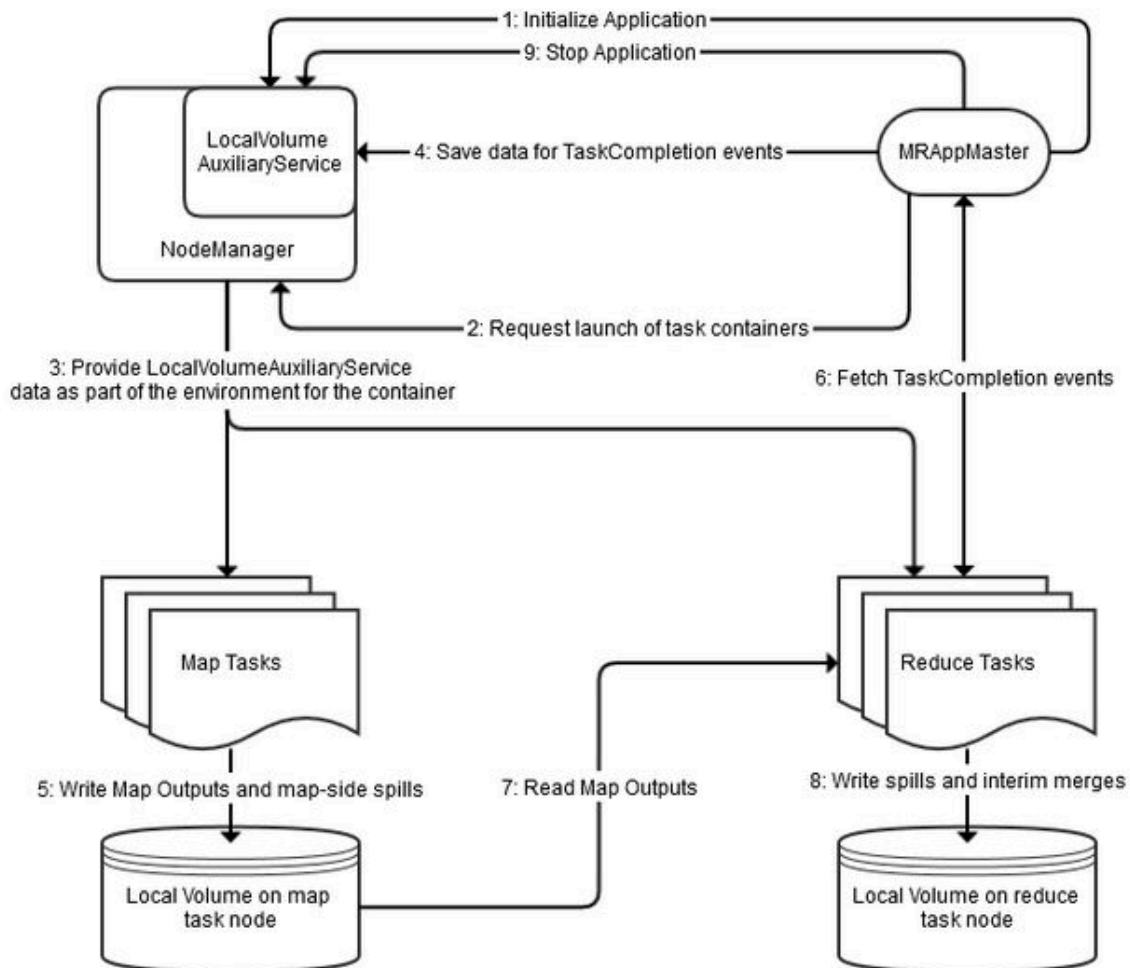 1: Initialize Application
9: Stop Application
LocalVolume
AuxiliaryService
4: Save data for TaskCompletion events
MRAppMaster
NodeManager
2: Request launch of task containers
3: Provide LocalVolumeAuxiliaryService
data as part of the environment for the container
6: Fetch TaskCompletion events
Map Tasks
Reduce Tasks
5: Write Map Outputs and map-side spills
7: Read Map Outputs
8: Write spills and interim merges
Local Volume on map
task node
Local Volume on reduce
task node